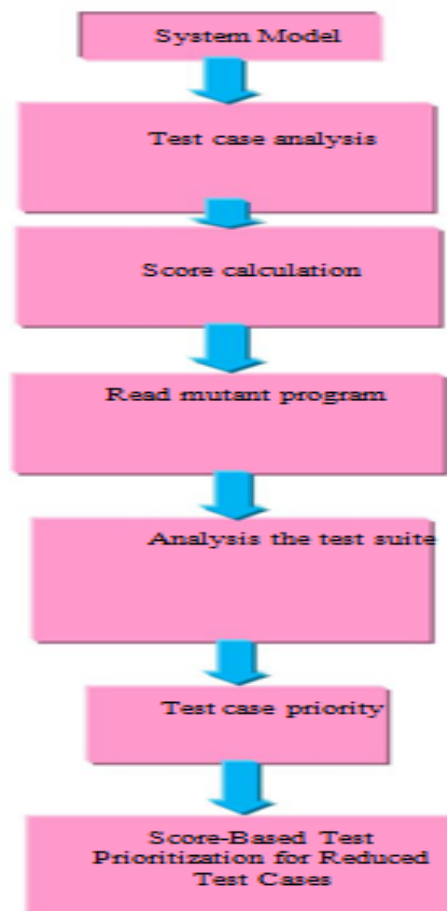 System Model
Test case analysis
Score calculation
Read mutant program
Analysis the test suite
Test case priority
Score-Based Test
Prioritization for Reduced
Test Cases